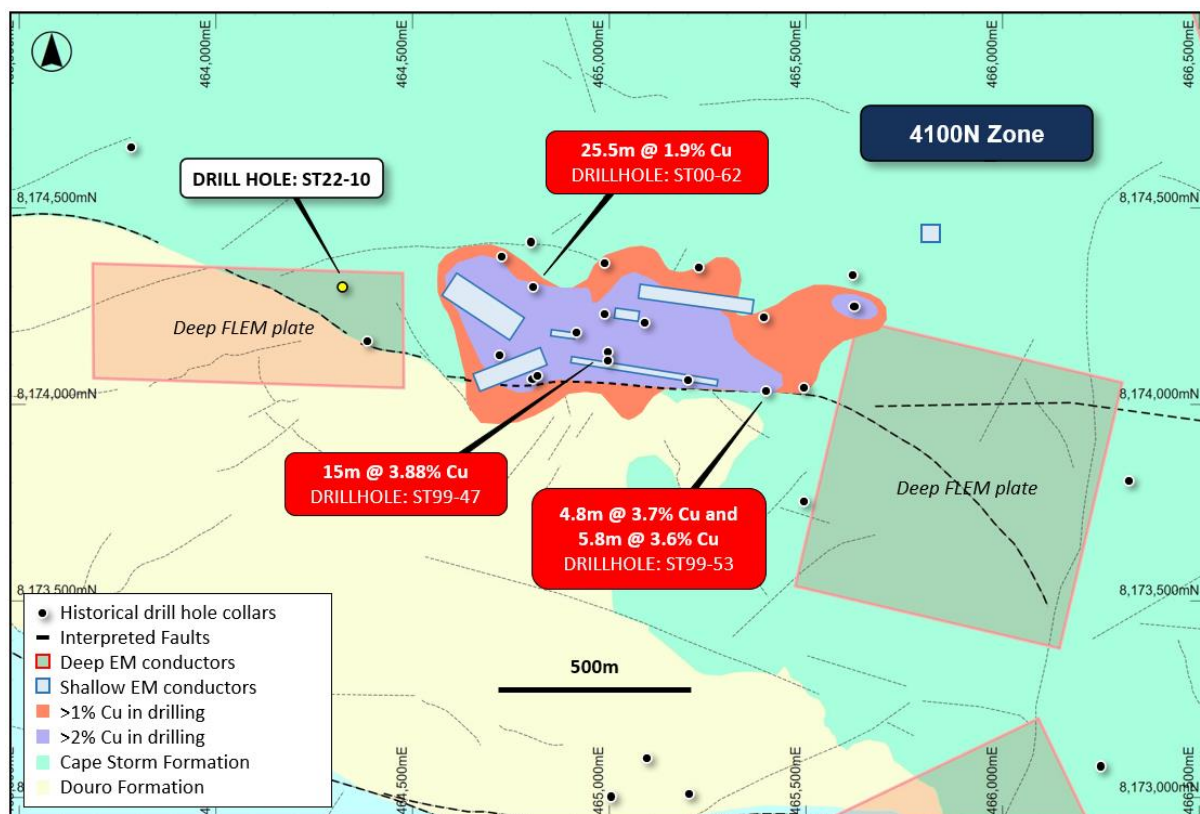 464,000mE
464,500mE
465,000mE
465,500mE
466,000mE
466,500mE
4100N Zone
25.5m @ 1.9% Cu
DRILLHOLE: ST00-62
DRILL HOLE: ST22-10
8,174,500mN
8,174,500mN
Deep FLEM plate
8,174,000mN
8,174,000mN
15m @ 3.88% Cu
DRILLHOLE: ST99-47
4.8m @ 3.7% Cu and
5.8m @ 3.6% Cu
DRILLHOLE: ST99-53
Deep FLEM plate
8,173,500mN
8,173,500mN
Historical drill hole collars
Interpreted Faults
Deep EM conductors
Shallow EM conductors
>1% Cu in drilling
>2% Cu in drilling
Cape Storm Formation
Douro Formation
500m
464,500mE
465,000mE
465,500mE
466,000mE
8,173,000mN